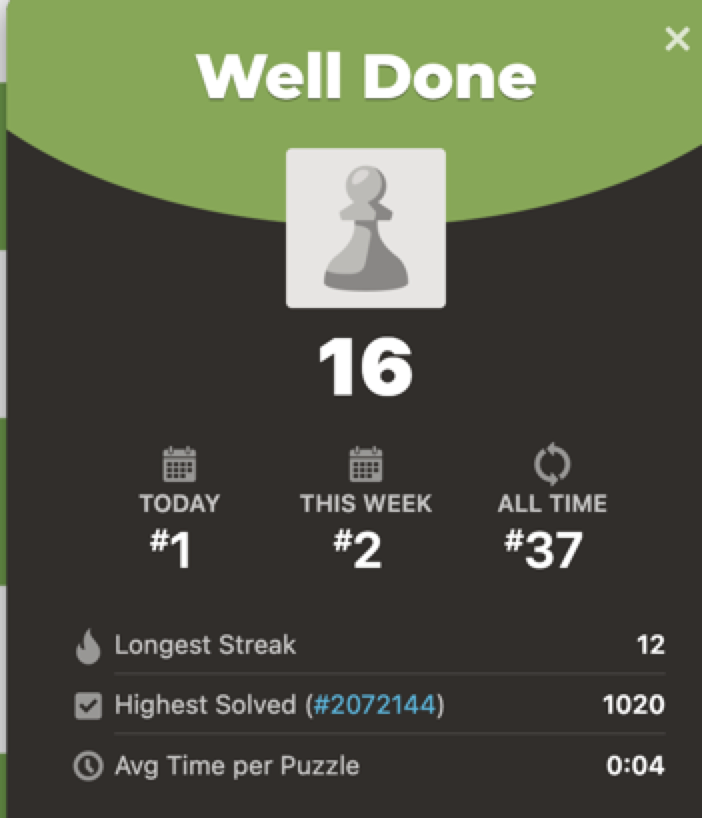 Well Done
16
TODAY THIS WEEK ALL TIME
#1 #2 #37
Longest Streak 12
Highest Solved (#2072144) 1020
Avg Time per Puzzle 0:04